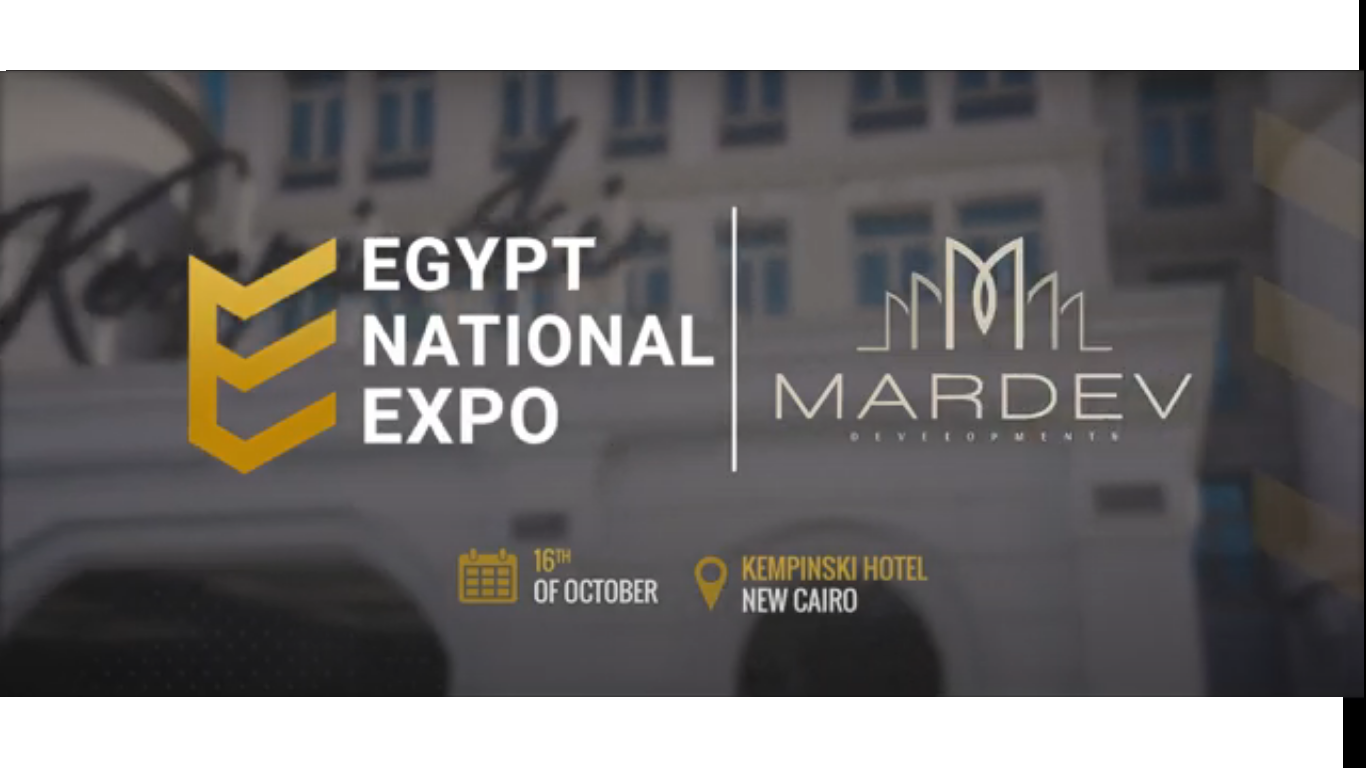 EGYPT
NATIONAL
EXPO
MARDEV
DEVELOPMENTS
16TH
OF OCTOBER
KEMPINSKI HOTEL
NEW CAIRO